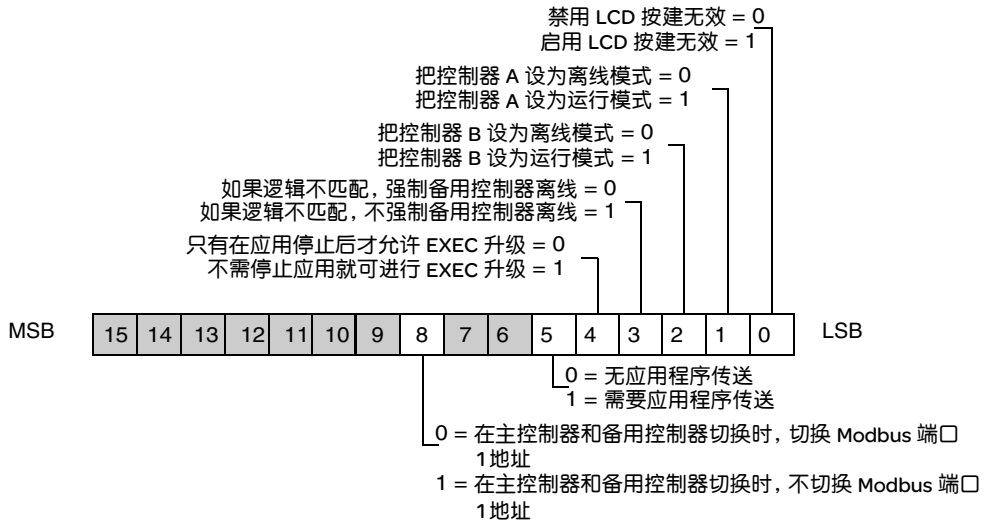 禁用 LCD 按建无效 = 0
启用 LCD 按建无效 = 1
把控制器 A 设为离线模式 = 0
把控制器 A 设为运行模式 = 1
把控制器 B 设为离线模式 = 0
把控制器 B 设为运行模式 = 1
如果逻辑不匹配，强制备用控制器离线 = 0
如果逻辑不匹配，不强制备用控制器离线 = 1
只有在应用停止后才允许 EXEC 升级 = 0
不需停止应用就可进行 EXEC 升级 = 1
MSB 15 14 13 12 11 10 9 8 7 6 5 4 3 2 1 0 LSB
0 = 无应用程序传送
1 = 需要应用程序传送
0 = 在主控制器和备用控制器切换时，切换 Modbus 端口
1地址
1 = 在主控制器和备用控制器切换时，不切换 Modbus 端口
1地址